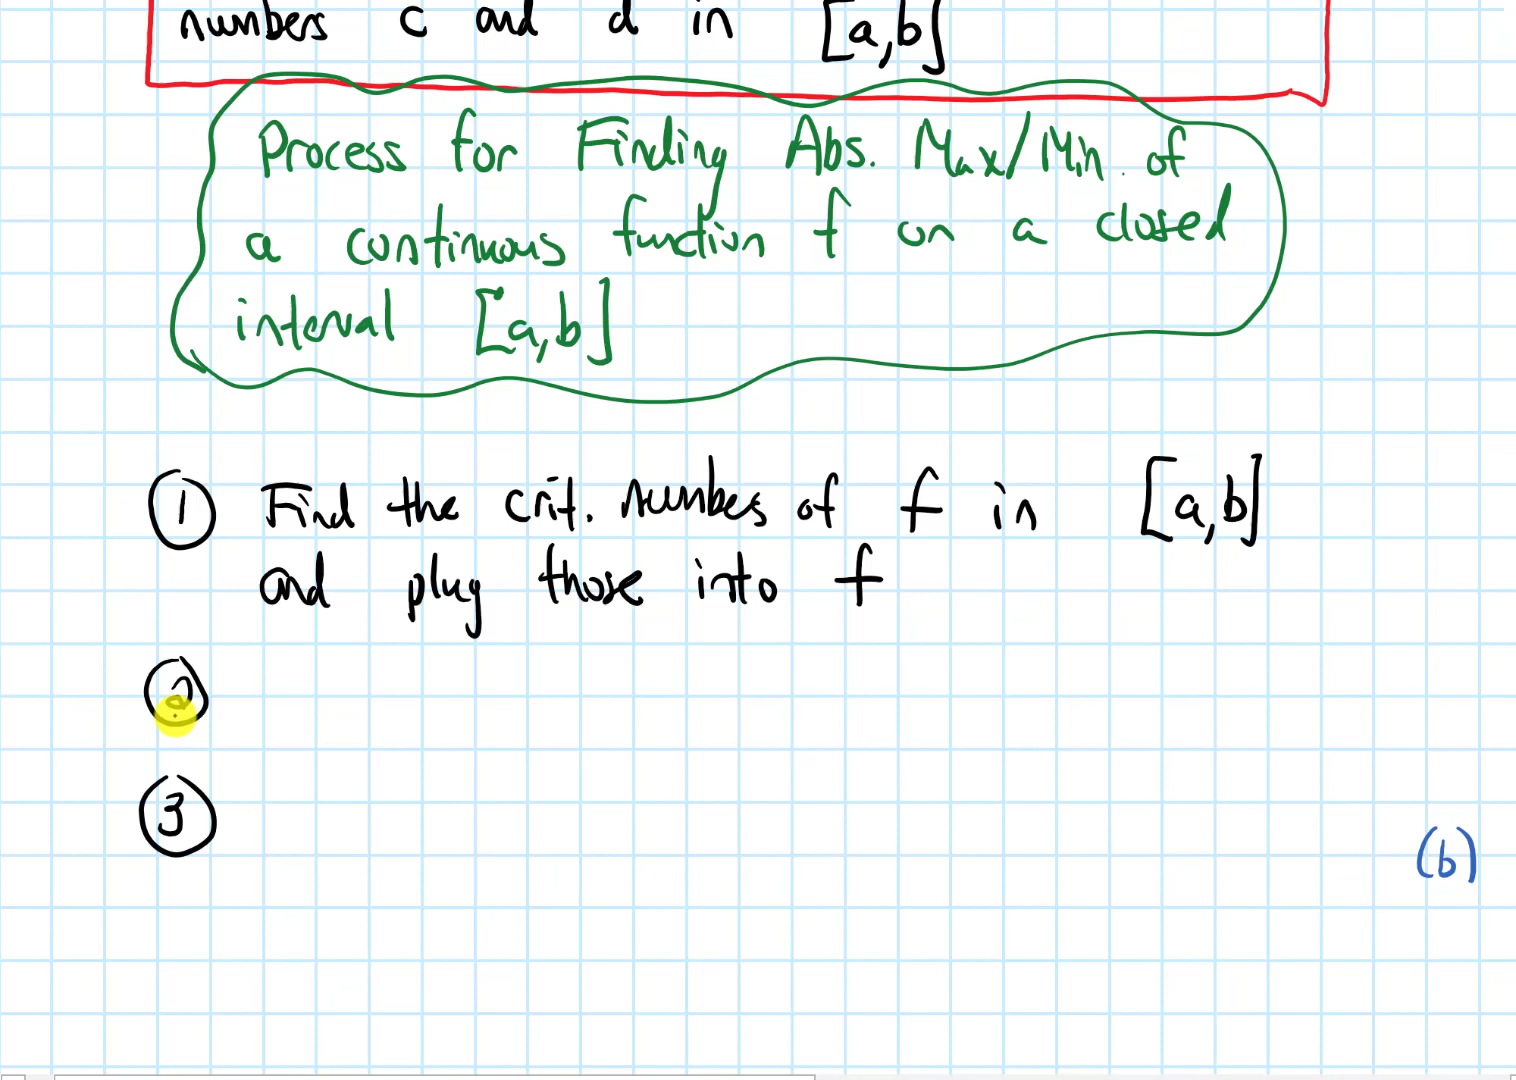 numbers c and d in [a,b]
Process for Finding Abs. Max/Min. of
a continuous function f on a closed
interval [a,b]
① Find the crit. numbes of f in [a,b]
and plug those into f
②
③
(b)